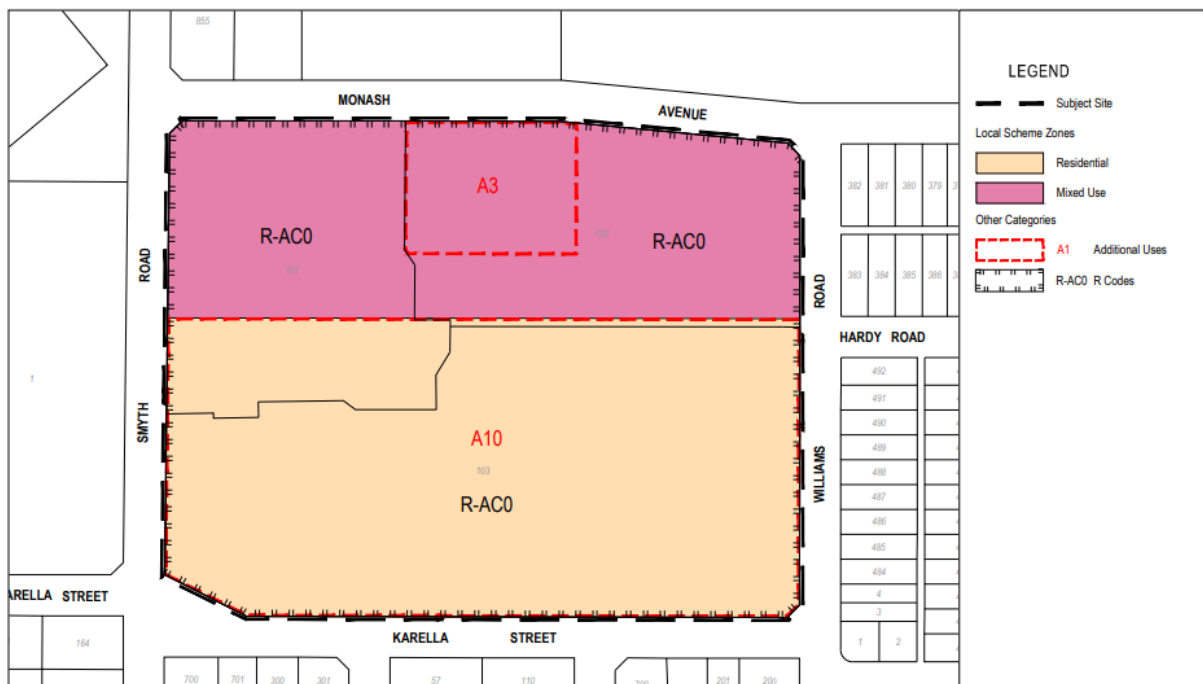 855
MONASH
AVENUE
LEGEND
Subject Site
Local Scheme Zones
Residential
Mixed Use
Other Categories
A1 Additional Uses
R-AC0 R Codes
A3
R-AC0
R-AC0
382 381 380 379
ROAD
ROAD
383 384 385 386
HARDY ROAD
1
492
491
490
489
488
487
486
485
484
4
3
1 2
SMYTH
WILLIAMS
A10
103
R-AC0
ARELLA STREET
KARELLA STREET
164
700 701 300 301
57 110
201 200